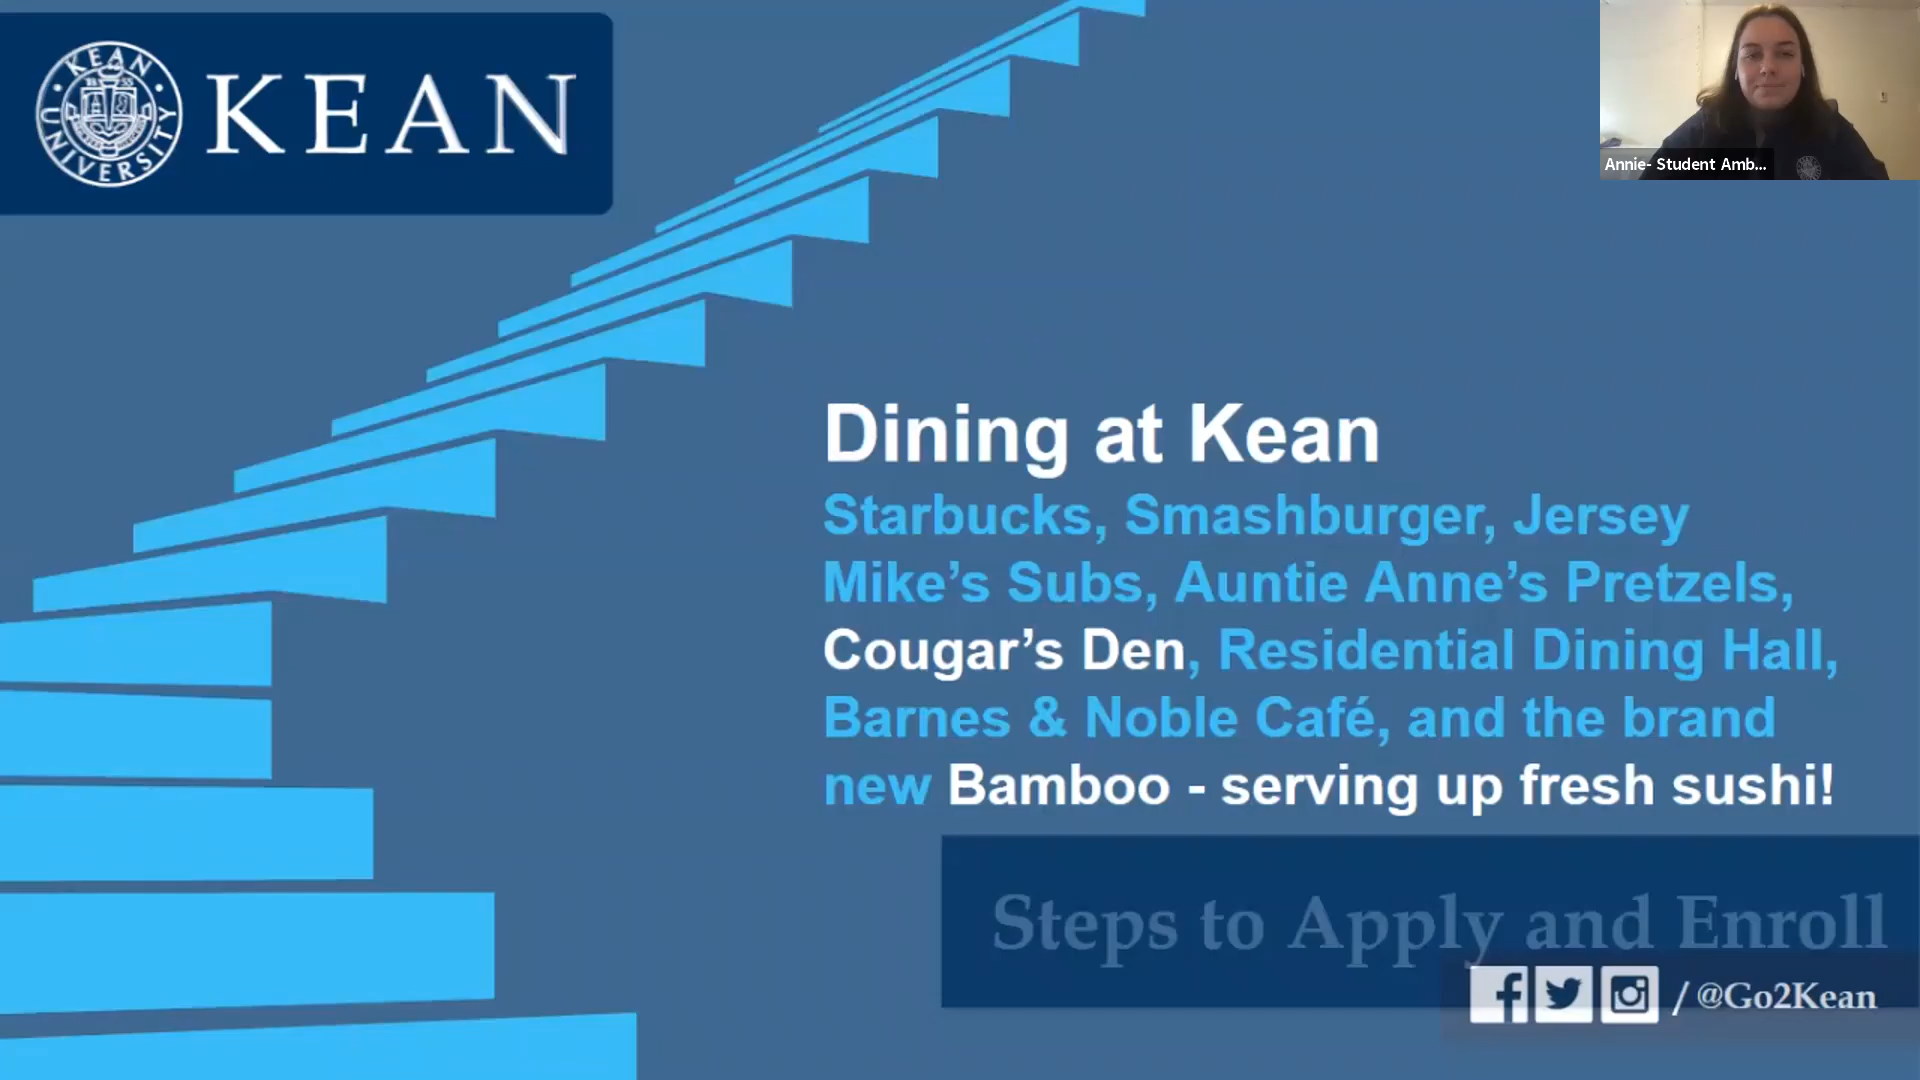 KEAN UNIVERSITY
KEAN
Annie- Student Amb...
Dining at Kean
Starbucks, Smashburger, Jersey
Mike’s Subs, Auntie Anne’s Pretzels,
Cougar’s Den, Residential Dining Hall,
Barnes & Noble Café, and the brand
new Bamboo - serving up fresh sushi!
Steps to Apply and Enroll
/ @Go2Kean